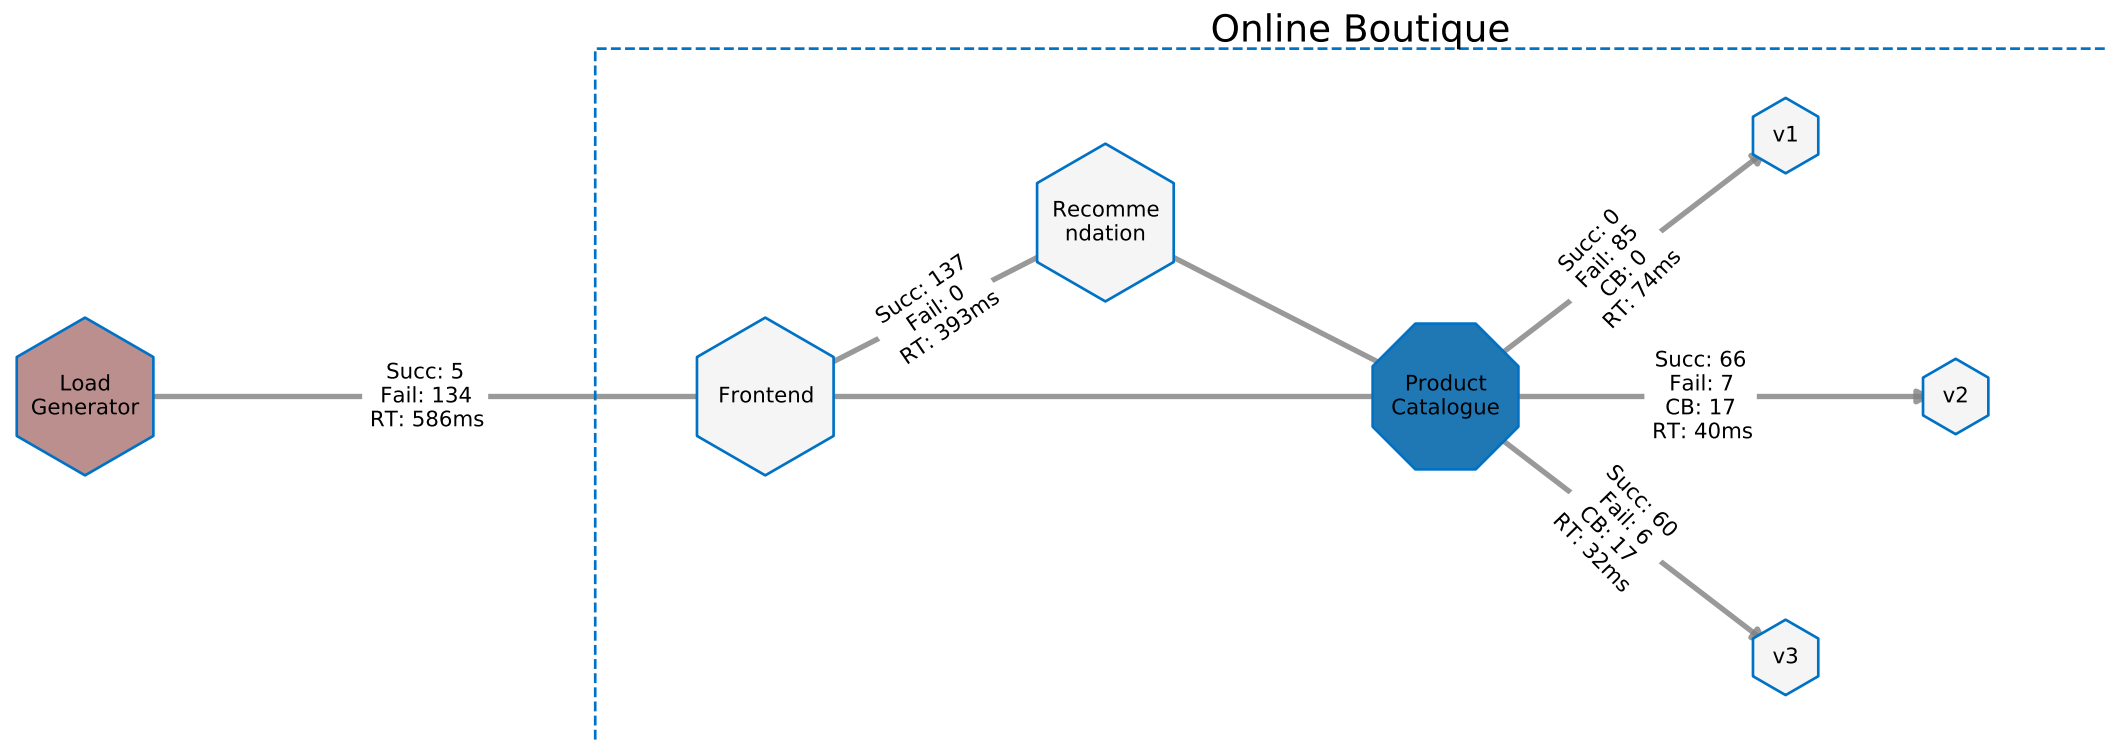 Online Boutique
Load
Generator
Succ: 5
Fail: 134
RT: 586ms
Frontend
Succ: 137
Fail: 0
RT: 393ms
Recomme
ndation
Product
Catalogue
Succ: 0
Fail: 85
CB: 0
RT: 74ms
v1
Succ: 66
Fail: 7
CB: 17
RT: 40ms
v2
Succ: 60
Fail: 6
CB: 17
RT: 32ms
v3